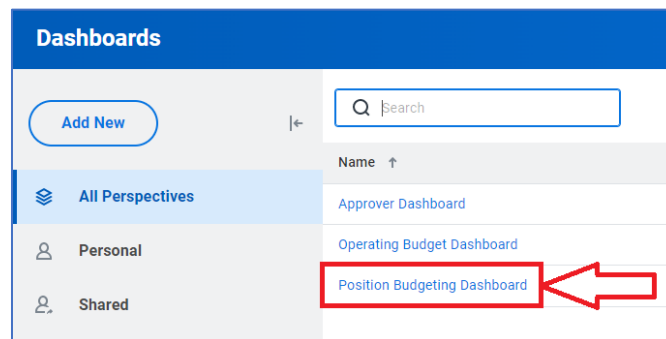 Dashboards
Add New
Search
Name
All Perspectives
Approver Dashboard
Operating Budget Dashboard
Personal
Position Budgeting Dashboard
Shared